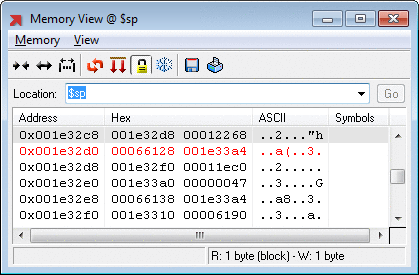 Memory View @ $sp
Memory View
Location: $sp Go
Address Hex ASCII Symbols
0x001e32c8 001e32d8 00012268 ..2..."h
0x001e32d0 00066128 001e33a4 ..a(..3.
0x001e32d8 001e32f0 00011ec0 ..2.....
0x001e32e0 001e33a0 00000047 ..3....G
0x001e32e8 00066138 001e33a4 ..a8..3.
0x001e32f0 001e3310 00006190 ..3...a.
R: 1 byte (block) - W: 1 byte